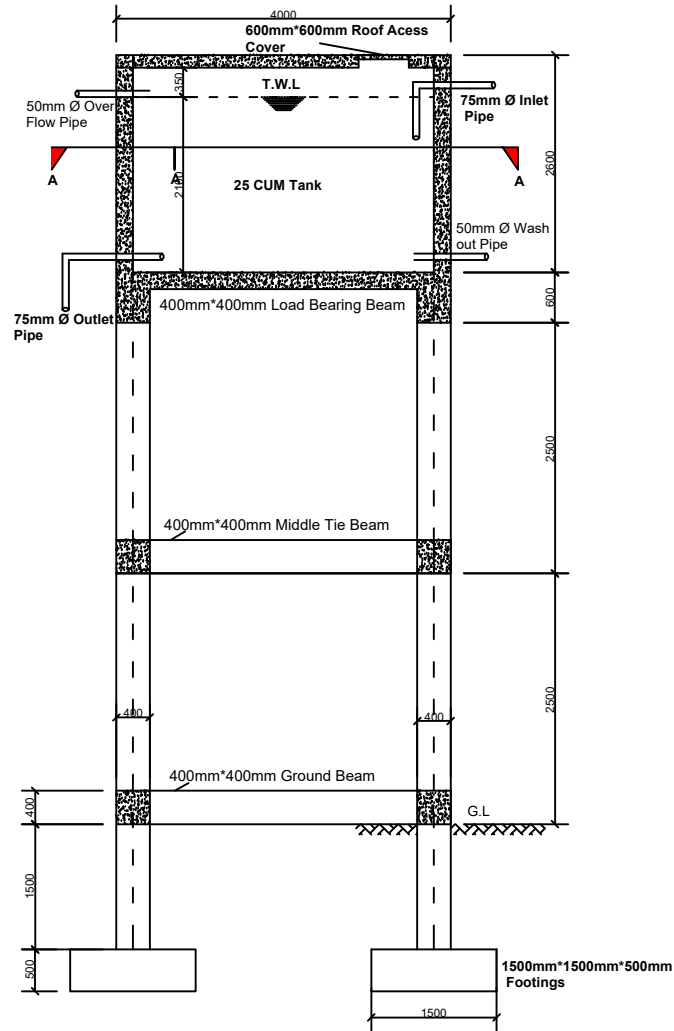 4000
600mm*600mm Roof Acess
Cover
350
T.W.L
50mm Ø Over
Flow Pipe
75mm Ø Inlet
Pipe
A
A
A
2600
25 CUM Tank
50mm Ø Wash
out Pipe
75mm Ø Outlet
Pipe
400mm*400mm Load Bearing Beam
600
2500
400mm*400mm Middle Tie Beam
2500
400
400
400mm*400mm Ground Beam
400
G.L
1500
500
1500mm*1500mm*500mm
Footings
1500